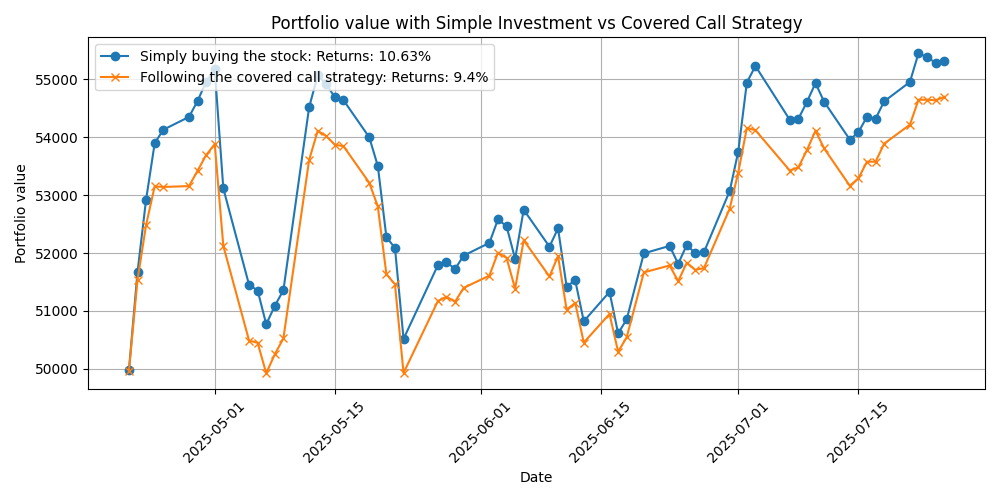 Portfolio value with Simple Investment vs Covered Call Strategy
Simply buying the stock: Returns: 10.63%
Following the covered call strategy: Returns: 9.4%
Portfolio value
55000
54000
53000
52000
51000
50000
2025-05-01
2025-05-15
2025-06-01
2025-06-15
2025-07-01
2025-07-15
Date